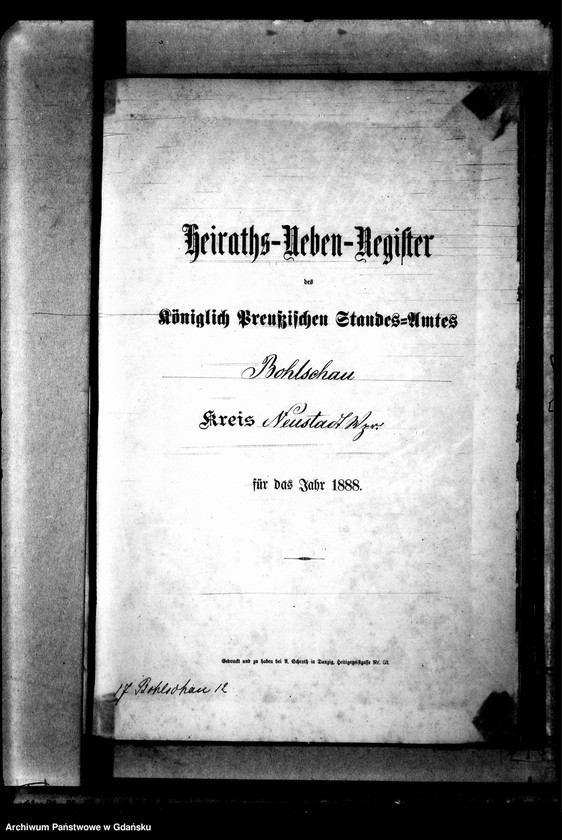 Heiraths-Neben-Register
des
Königlich Preußischen Standes-Amtes
Bohlschau
Kreis Neustadt Wpr.
für das Jahr 1888.
Gedruckt und zu haben bei A. Schroth in Danzig, Heiligegeistgasse Nr. 83.
17 Bohlschau 12
Archiwum Państwowe w Gdańsku